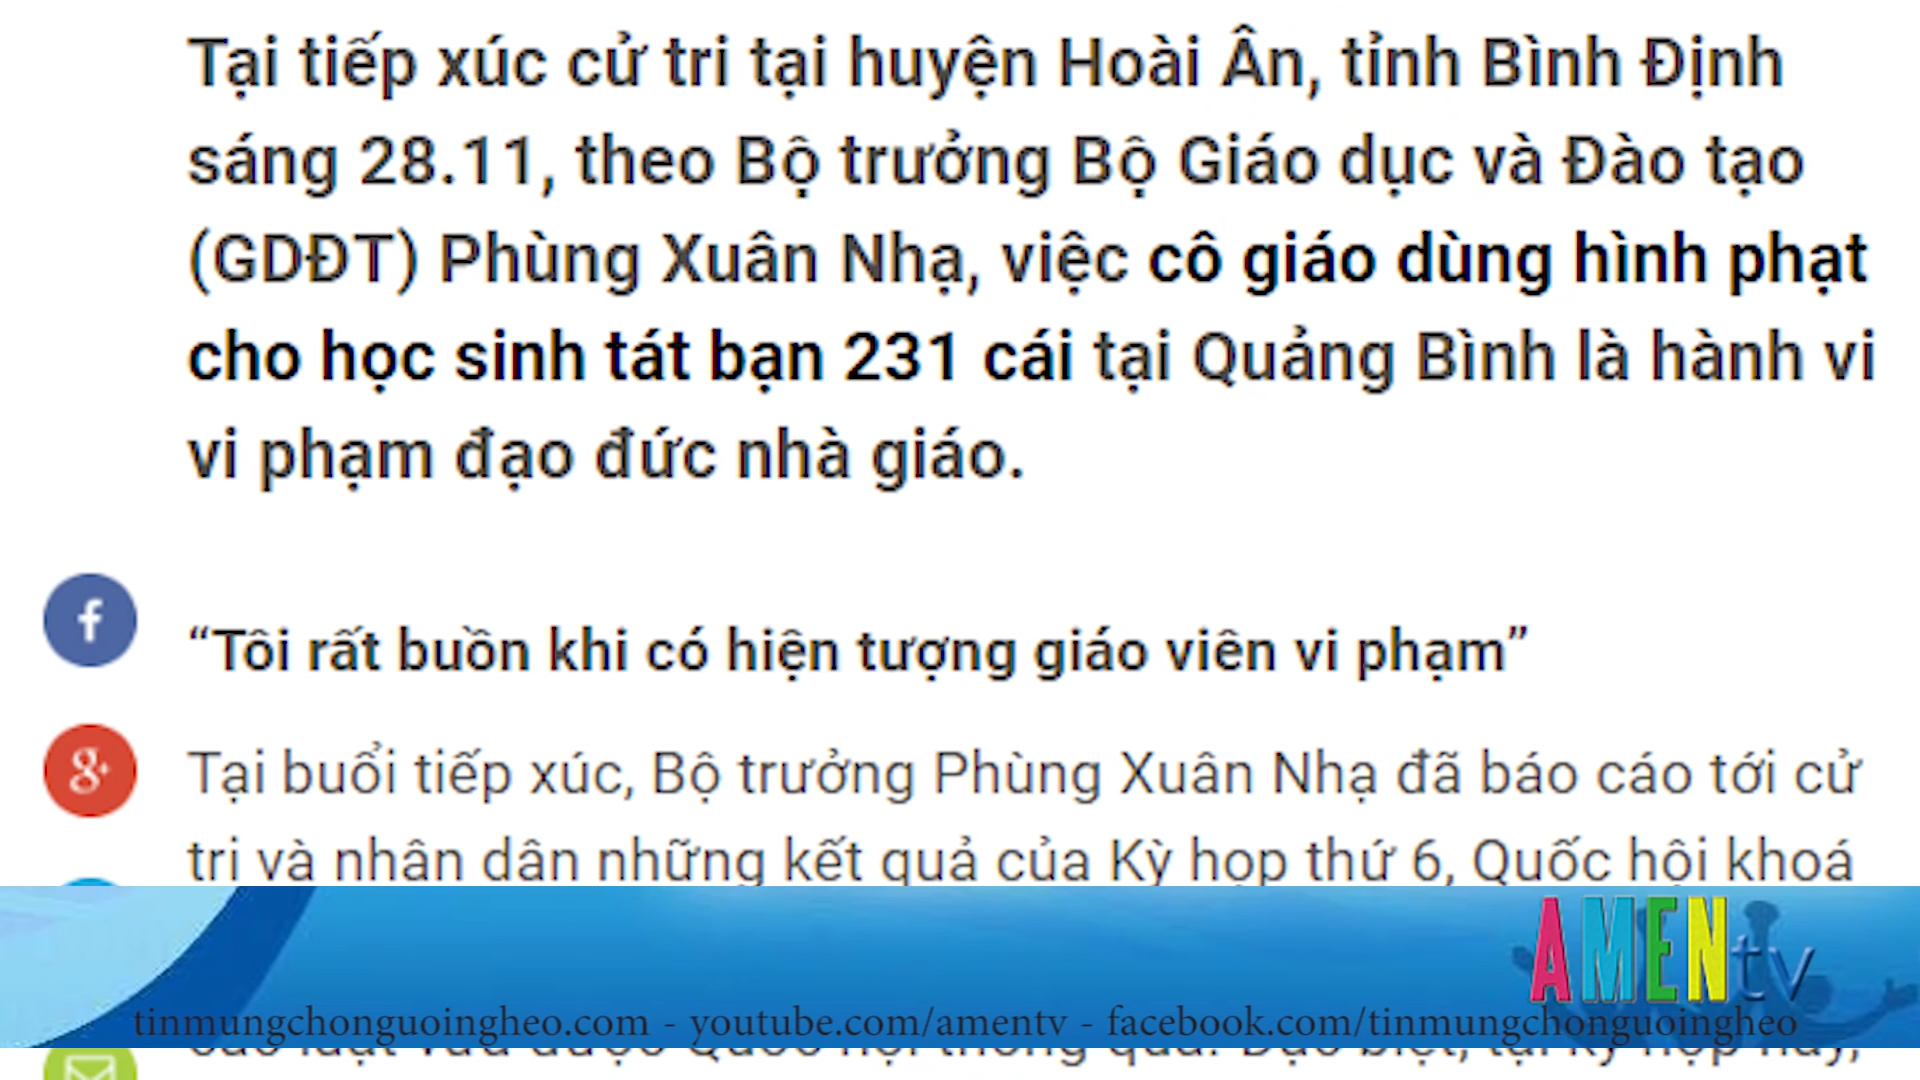 Tại tiếp xúc cử tri tại huyện Hoài Ân, tỉnh Bình Định
sáng 28.11, theo Bộ trưởng Bộ Giáo dục và Đào tạo
(GDĐT) Phùng Xuân Nhạ, việc cô giáo dùng hình phạt
cho học sinh tát bạn 231 cái tại Quảng Bình là hành vi
vi phạm đạo đức nhà giáo.
f
“Tôi rất buồn khi có hiện tượng giáo viên vi phạm”
g+
Tại buổi tiếp xúc, Bộ trưởng Phùng Xuân Nhạ đã báo cáo tới cử
tri và nhân dân những kết quả của Kỳ họp thứ 6, Quốc hội khoá
AMENtv
tinmungchonguoingheo.com - youtube.com/amentv - facebook.com/tinmungchonguoingheo